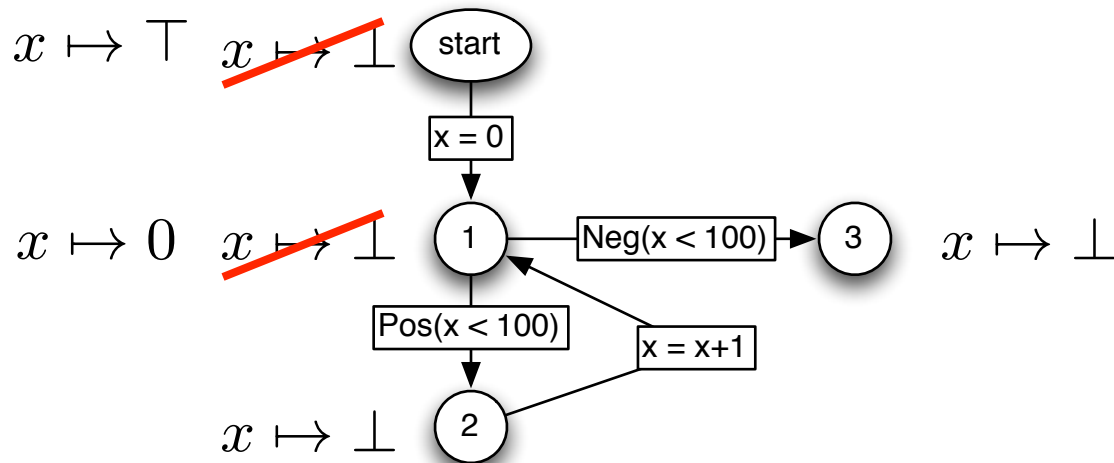 x ↦ ⊤ x ↦ ⊥ start
x = 0
x ↦ 0 x ↦ ⊥ 1 Neg(x < 100) 3 x ↦ ⊥
Pos(x < 100)
x = x+1
x ↦ ⊥ 2